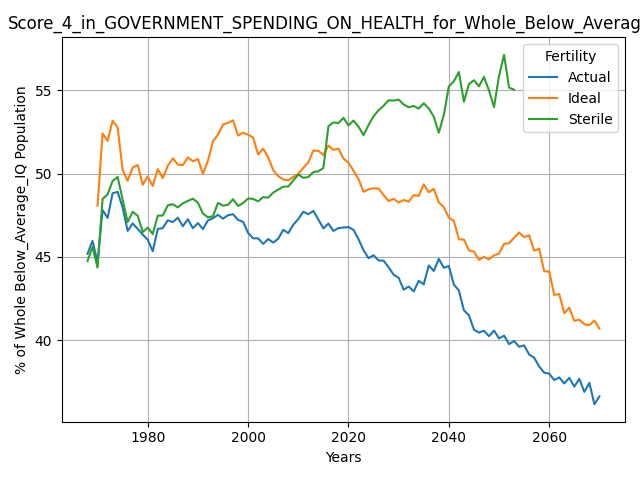 Score_4_in_GOVERNMENT_SPENDING_ON_HEALTH_for_Whole_Below_Averag
Fertility
Actual
Ideal
Sterile
% of Whole Below_Average_IQ Population
55
50
45
40
1980 2000 2020 2040 2060
Years